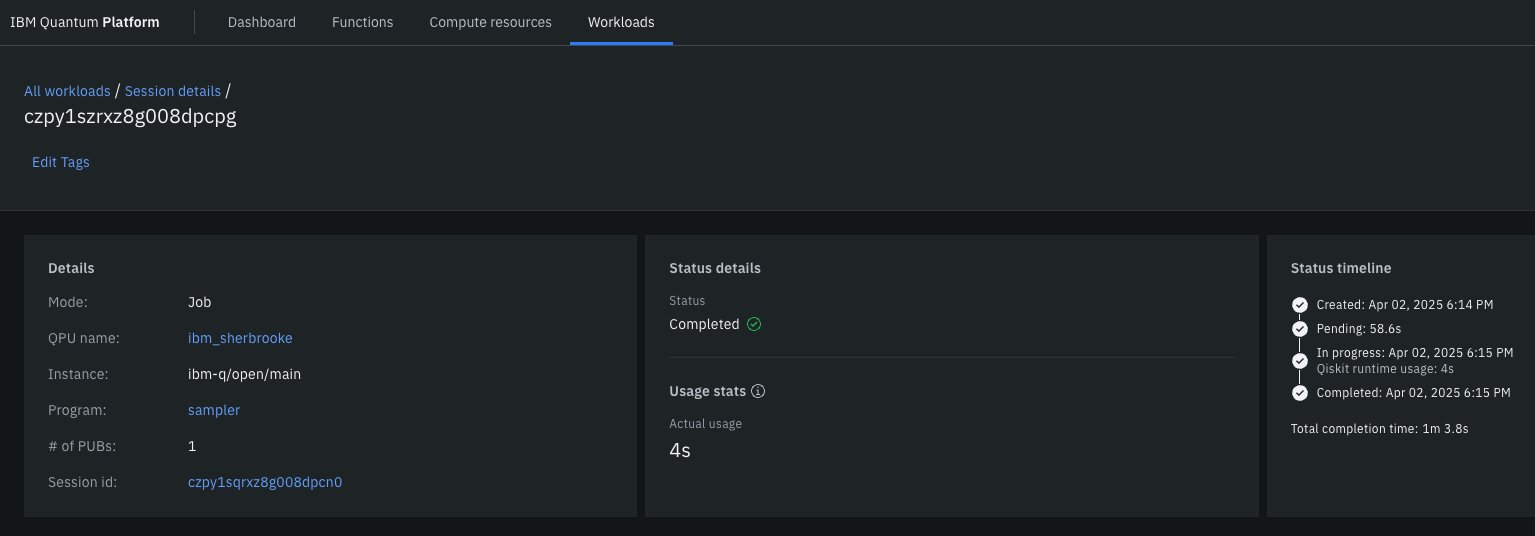 IBM Quantum Platform Dashboard Functions Compute resources Workloads
All workloads / Session details /
czpy1szrxz8g008dpcpg
Edit Tags
Details
Mode: Job
QPU name: ibm_sherbrooke
Instance: ibm-q/open/main
Program: sampler
# of PUBs: 1
Session id: czpy1sqrxz8g008dpcn0
Status details
Status
Completed
Usage stats
Actual usage
4s
Status timeline
Created: Apr 02, 2025 6:14 PM
Pending: 58.6s
In progress: Apr 02, 2025 6:15 PM
Qiskit runtime usage: 4s
Completed: Apr 02, 2025 6:15 PM
Total completion time: 1m 3.8s